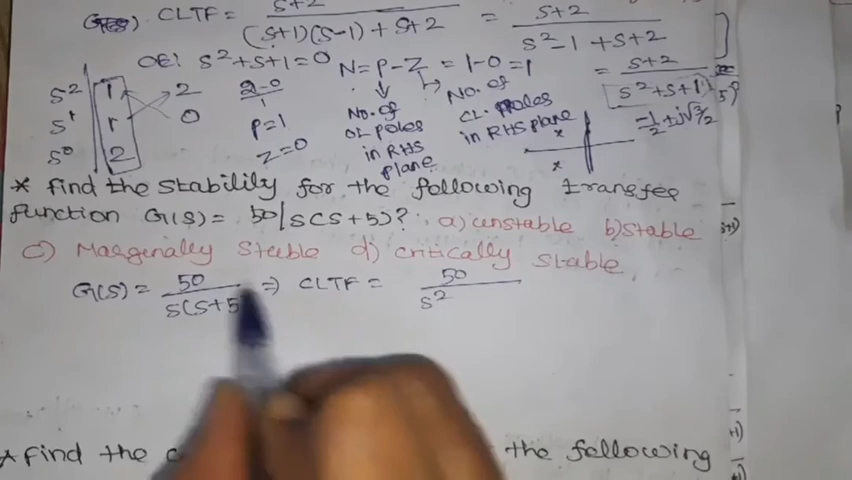 CLTF = s+2 / (s+1)(s-1) + s+2 = s+2 / s²-1+s+2
CE: s²+s+1=0 N=P-Z = 1-0=1 = s+2 / s²+s+1
s² 1 2 2-0/1 No. of OL poles in RHS plane No. of CL poles in RHS plane -1/2+j√3/2
s¹ 1 0 P=1
s⁰ 2 Z=0
* find the stability for the following transfer
function G(s) = 50/s(s+5)? a) unstable b) stable
c) Marginally Stable d) critically stable
G(s) = 50 / s(s+5 => CLTF = 50 / s²
* find the the following